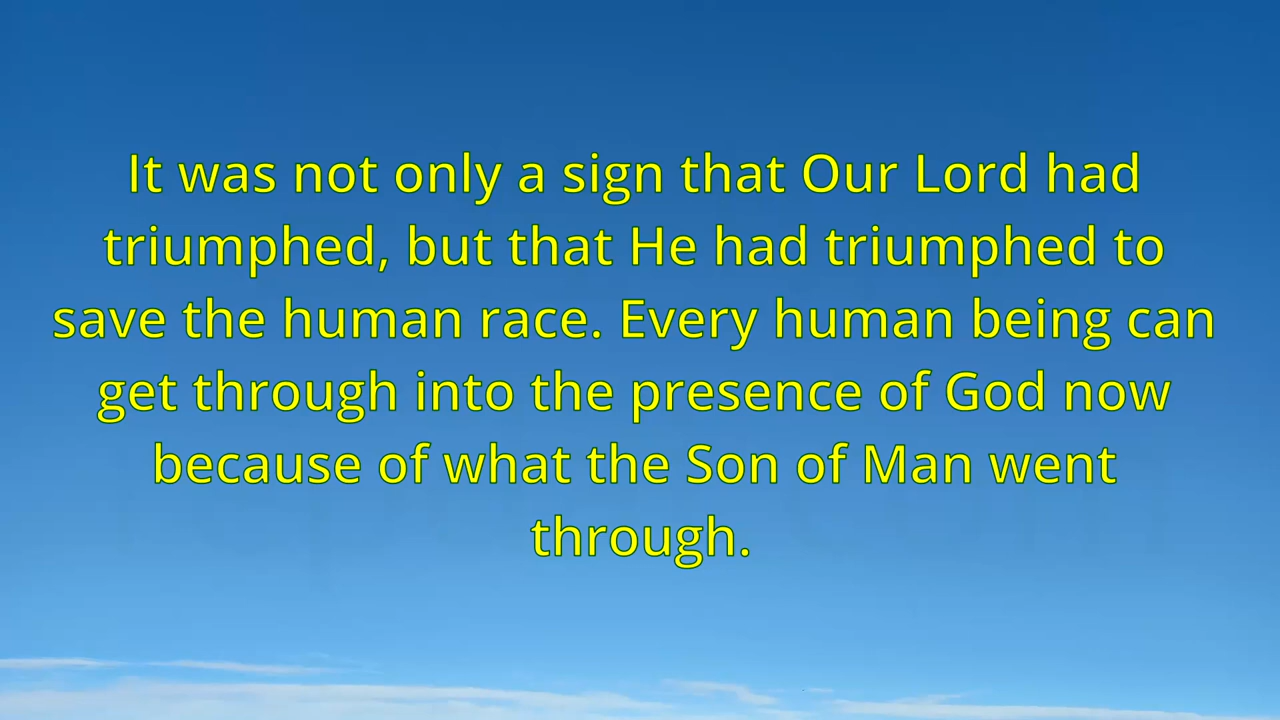 It was not only a sign that Our Lord had
triumphed, but that He had triumphed to
save the human race. Every human being can
get through into the presence of God now
because of what the Son of Man went
through.